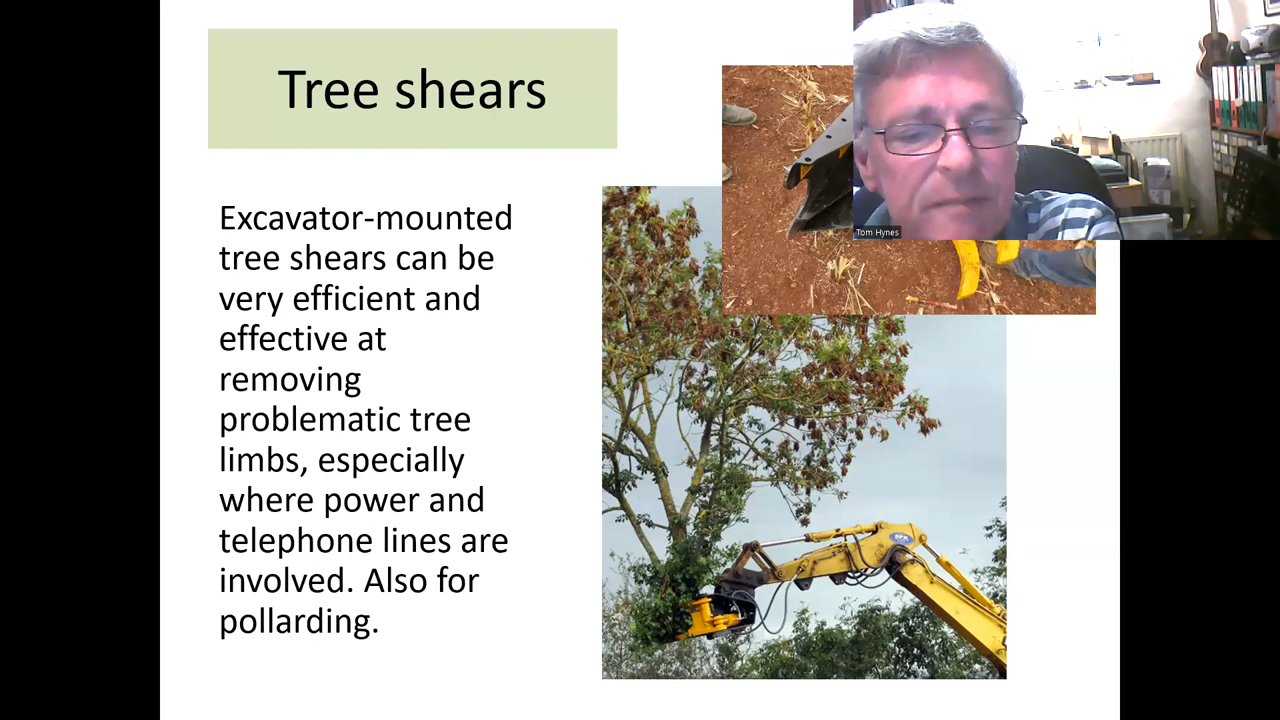 Tree shears
Excavator-mounted
tree shears can be
very efficient and
effective at
removing
problematic tree
limbs, especially
where power and
telephone lines are
involved. Also for
pollarding.
Tom Hynes